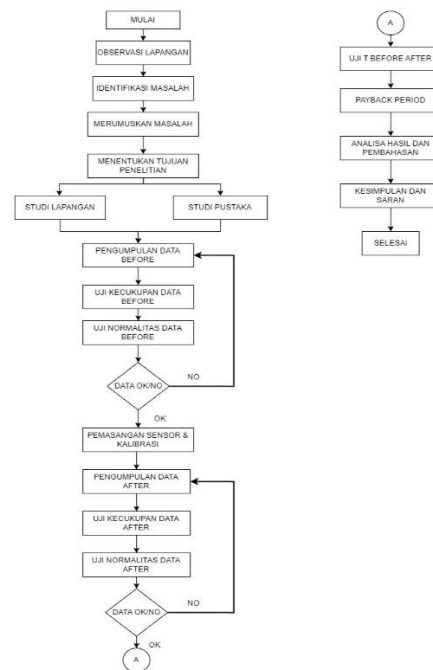 MULAI
OBSERVASI LAPANGAN
IDENTIFIKASI MASALAH
MERUMUSKAN MASALAH
MENENTUKAN TUJUAN
PENELITIAN
STUDI LAPANGAN
STUDI PUSTAKA
PENGUMPULAN DATA
BEFORE
UJI KECUKUPAN DATA
BEFORE
UJI NORMALITAS DATA
BEFORE
DATA OK/NO
NO
OK
PEMASANGAN SENSOR &
KALIBRASI
PENGUMPULAN DATA
AFTER
UJI KECUKUPAN DATA
AFTER
UJI NORMALITAS DATA
AFTER
DATA OK/NO
NO
OK
A
A
UJI T BEFORE AFTER
PAYBACK PERIOD
ANALISA HASIL DAN
PEMBAHASAN
KESIMPULAN DAN
SARAN
SELESAI